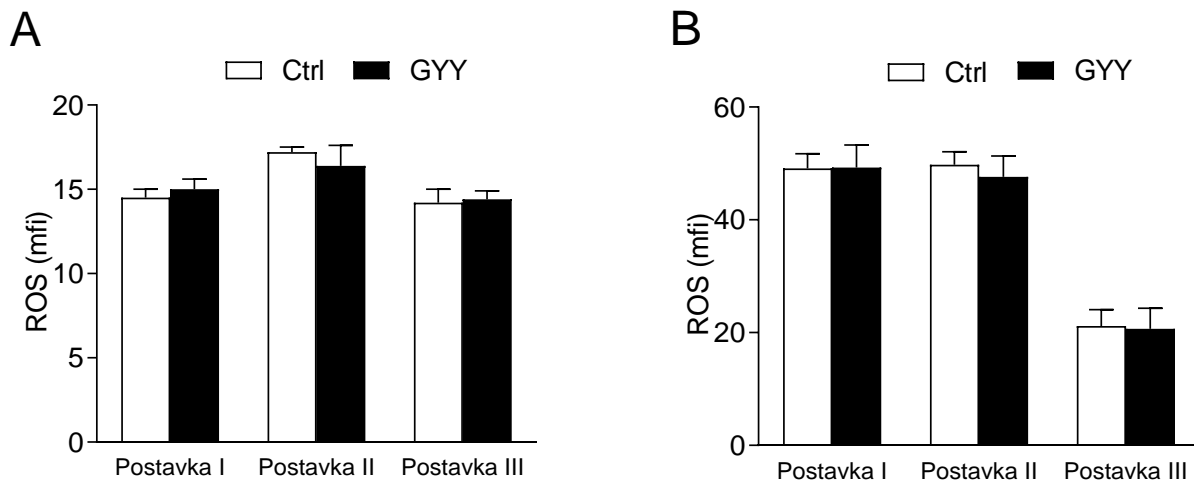 A
Ctrl GYY
20
15
10
5
0
ROS (mfi)
Postavka I Postavka II Postavka III
B
Ctrl GYY
60
40
20
0
ROS (mfi)
Postavka I Postavka II Postavka III